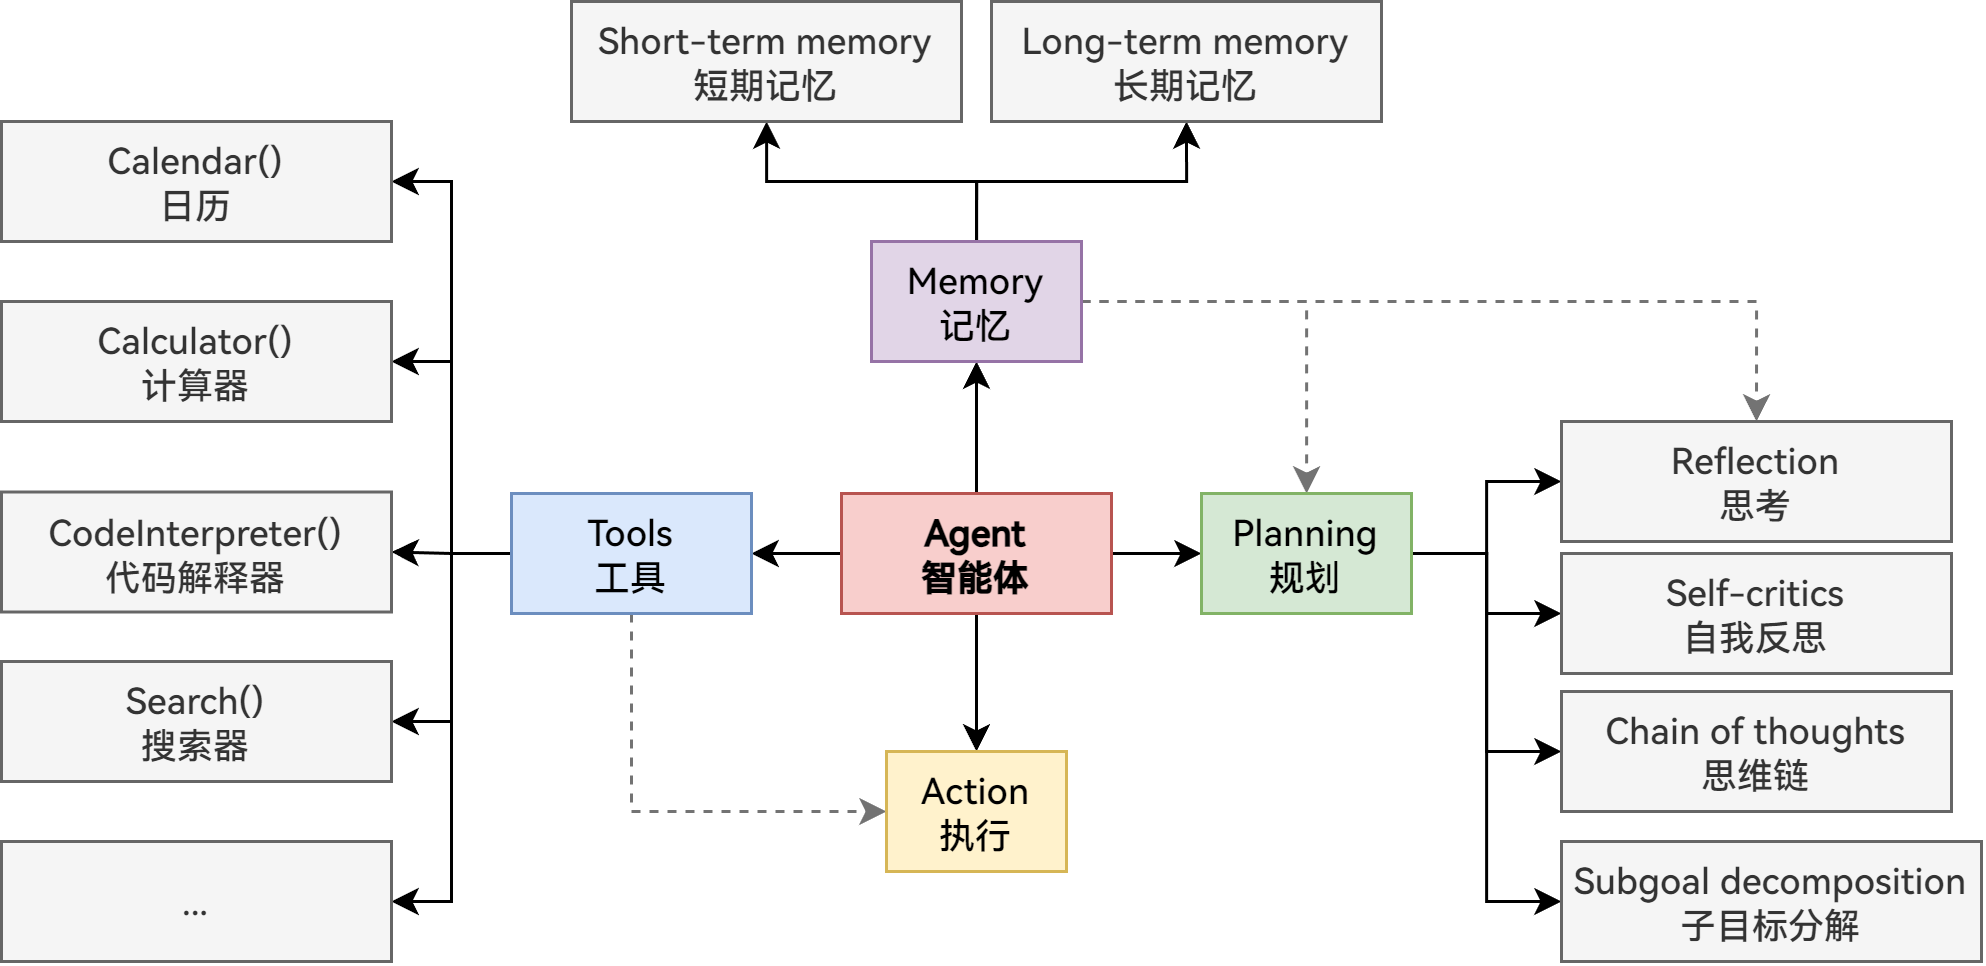 Short-term memory
短期记忆
Long-term memory
长期记忆
Calendar()
日历
Calculator()
计算器
CodeInterpreter()
代码解释器
Search()
搜索器
...
Memory
记忆
Tools
工具
Agent
智能体
Planning
规划
Action
执行
Reflection
思考
Self-critics
自我反思
Chain of thoughts
思维链
Subgoal decomposition
子目标分解